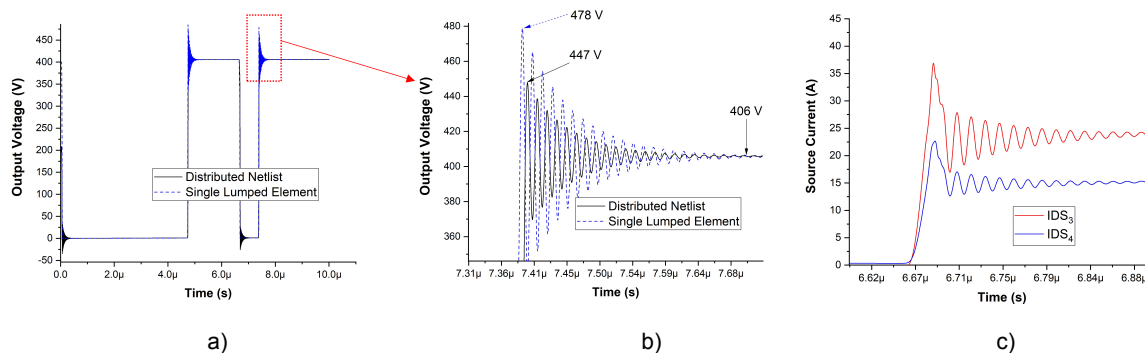 Output Voltage (V)
450
400
350
300
250
200
150
100
50
0
-50
Distributed Netlist
Single Lumped Element
0.0
2.0µ
4.0µ
6.0µ
8.0µ
10.0µ
Time (s)
a)
Output Voltage (V)
480
460
440
420
400
380
360
478 V
447 V
406 V
Distributed Netlist
Single Lumped Element
7.31µ
7.36µ
7.41µ
7.45µ
7.50µ
7.54µ
7.59µ
7.64µ
7.68µ
Time (s)
b)
Source Current (A)
45
40
35
30
25
20
15
10
5
0
IDS3
IDS4
6.62µ
6.67µ
6.71µ
6.75µ
6.79µ
6.84µ
6.88µ
Time (s)
c)